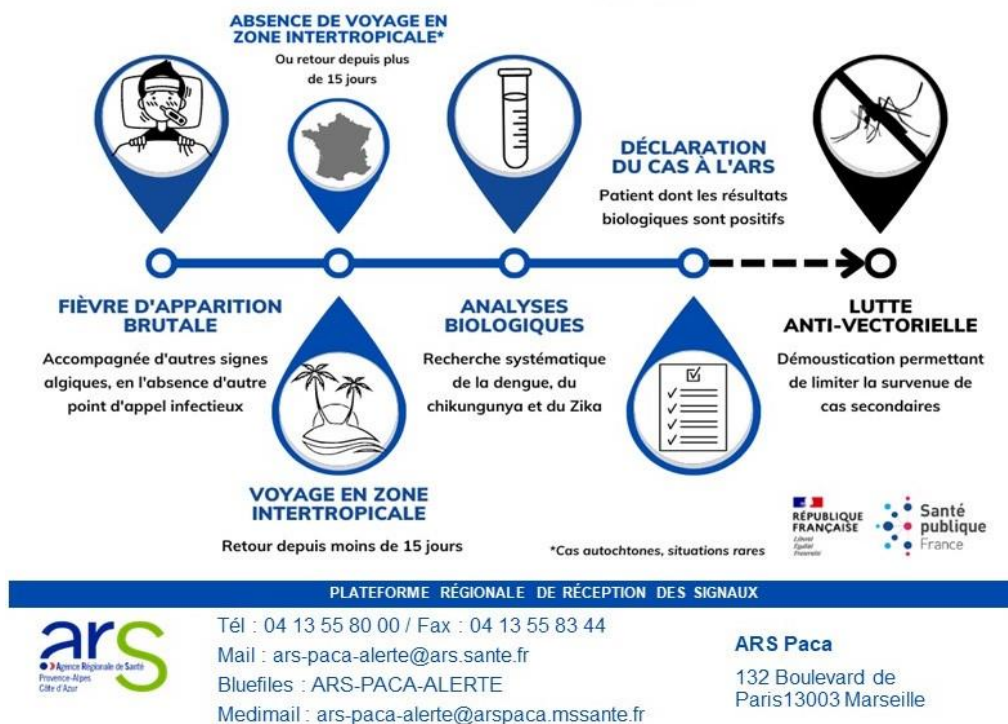 ABSENCE DE VOYAGE EN
ZONE INTERTROPICALE*
Ou retour depuis plus
de 15 jours
DÉCLARATION
DU CAS À L'ARS
Patient dont les résultats
biologiques sont positifs
FIÈVRE D'APPARITION
BRUTALE
Accompagnée d'autres signes
algiques, en l'absence d'autre
point d'appel infectieux
ANALYSES
BIOLOGIQUES
Recherche systématique
de la dengue, du
chikungunya et du Zika
LUTTE
ANTI-VECTORIELLE
Démoustication permettant
de limiter la survenue de
cas secondaires
VOYAGE EN ZONE
INTERTROPICALE
Retour depuis moins de 15 jours
*Cas autochtones, situations rares
RÉPUBLIQUE
FRANÇAISE
Liberté
Égalité
Fraternité
Santé
publique
France
PLATEFORME RÉGIONALE DE RÉCEPTION DES SIGNAUX
ars
Agence Régionale de Santé
Provence-Alpes
Côte d'Azur
Tél : 04 13 55 80 00 / Fax : 04 13 55 83 44
Mail : ars-paca-alerte@ars.sante.fr
Bluefiles : ARS-PACA-ALERTE
Medimail : ars-paca-alerte@arspaca.mssante.fr
ARS Paca
132 Boulevard de
Paris13003 Marseille